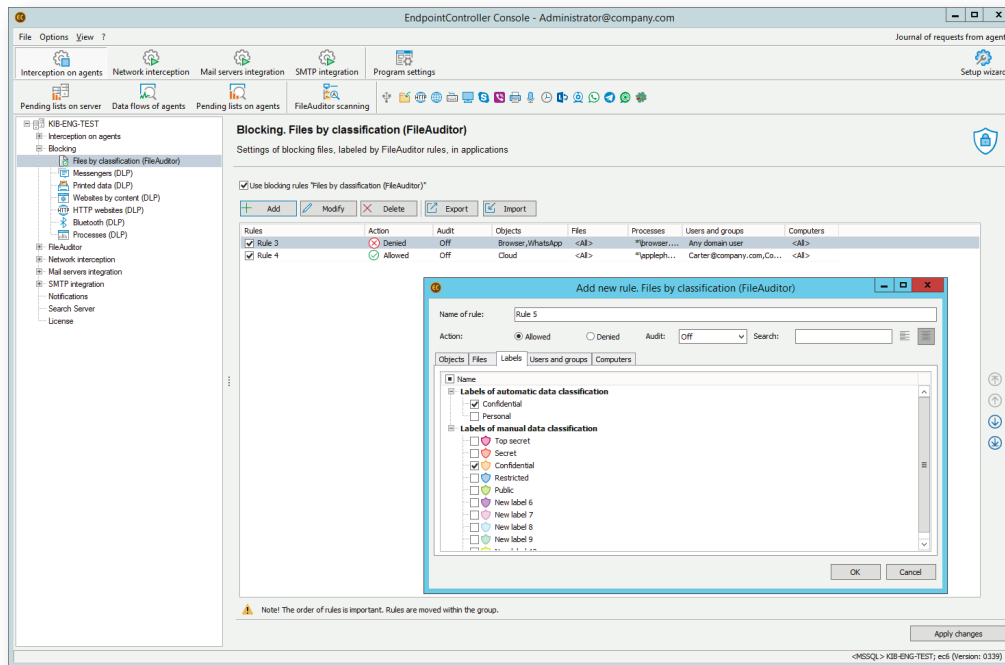 EndpointController Console - Administrator@company.com
File Options View ?
Journal of requests from agent
Interception on agents Network interception Mail servers integration SMTP integration Program settings Setup wizard
Pending lists on server Data flows of agents Pending lists on agents FileAuditor scanning
KIB-ENG-TEST
Interception on agents
Blocking
Files by classification (FileAuditor)
Messengers (DLP)
Printed data (DLP)
Websites by content (DLP)
HTTP websites (DLP)
Bluetooth (DLP)
Processes (DLP)
FileAuditor
Network interception
Mail servers integration
SMTP integration
Notifications
Search Server
License
Blocking. Files by classification (FileAuditor)
Settings of blocking files, labeled by FileAuditor rules, in applications
Use blocking rules "Files by classification (FileAuditor)"
Add Modify Delete Export Import
Rules Action Audit Objects Files Processes Users and groups Computers
Rule 3 Denied Off Browser,WhatsApp <All> *\browser.... Any domain user <All>
Rule 4 Allowed Off Cloud <All> *\appleph... Carter@company.com,Co... <All>
Add new rule. Files by classification (FileAuditor)
Name of rule: Rule 5
Action: Allowed Denied Audit: Off Search:
Objects Files Labels Users and groups Computers
Name
Labels of automatic data classification
Confidential
Personal
Labels of manual data classification
Top secret
Secret
Confidential
Restricted
Public
New label 6
New label 7
New label 8
New label 9
OK Cancel
Note! The order of rules is important. Rules are moved within the group.
Apply changes
<MSSQL> KIB-ENG-TEST; ec6 (Version: 0339)